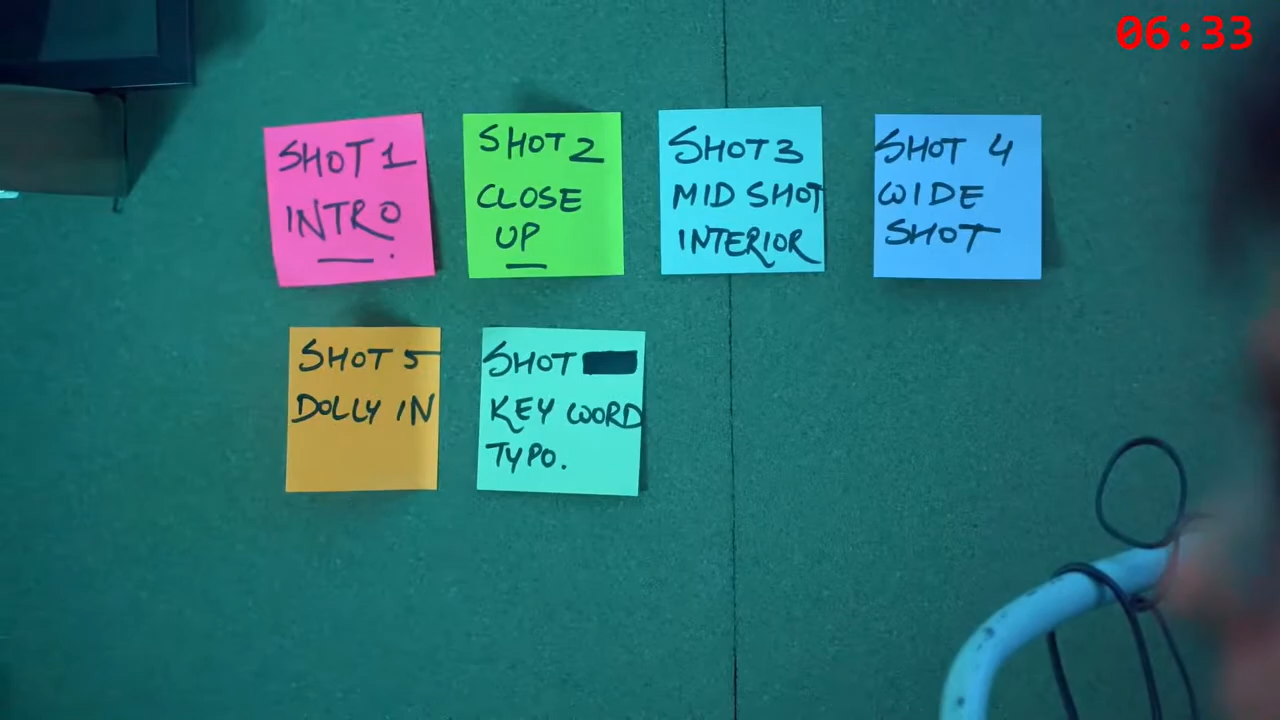 06:33
SHOT 1
INTRO.
SHOT 2
CLOSE
UP
SHOT 3
MID SHOT
INTERIOR
SHOT 4
WIDE
SHOT
SHOT 5
DOLLY IN
SHOT
KEY WORD
TYPO.